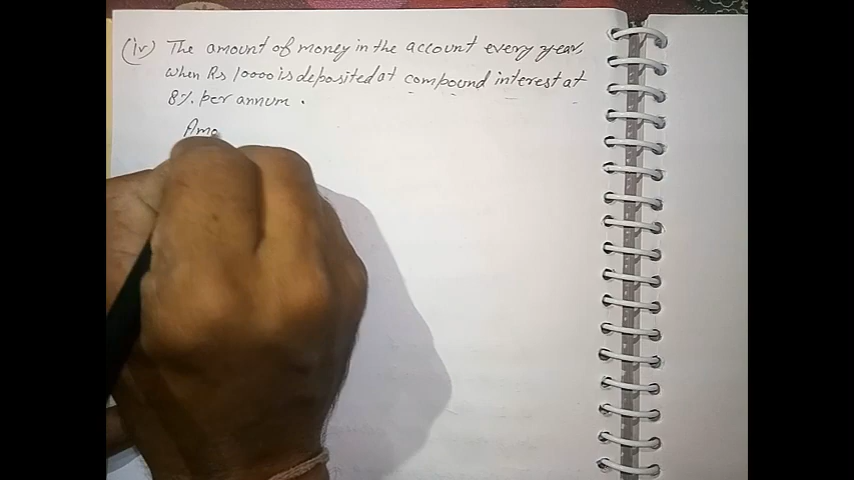 (iv) The amount of money in the account every year,
when Rs 10000 is deposited at compound interest at
8%. per annum.
Amo